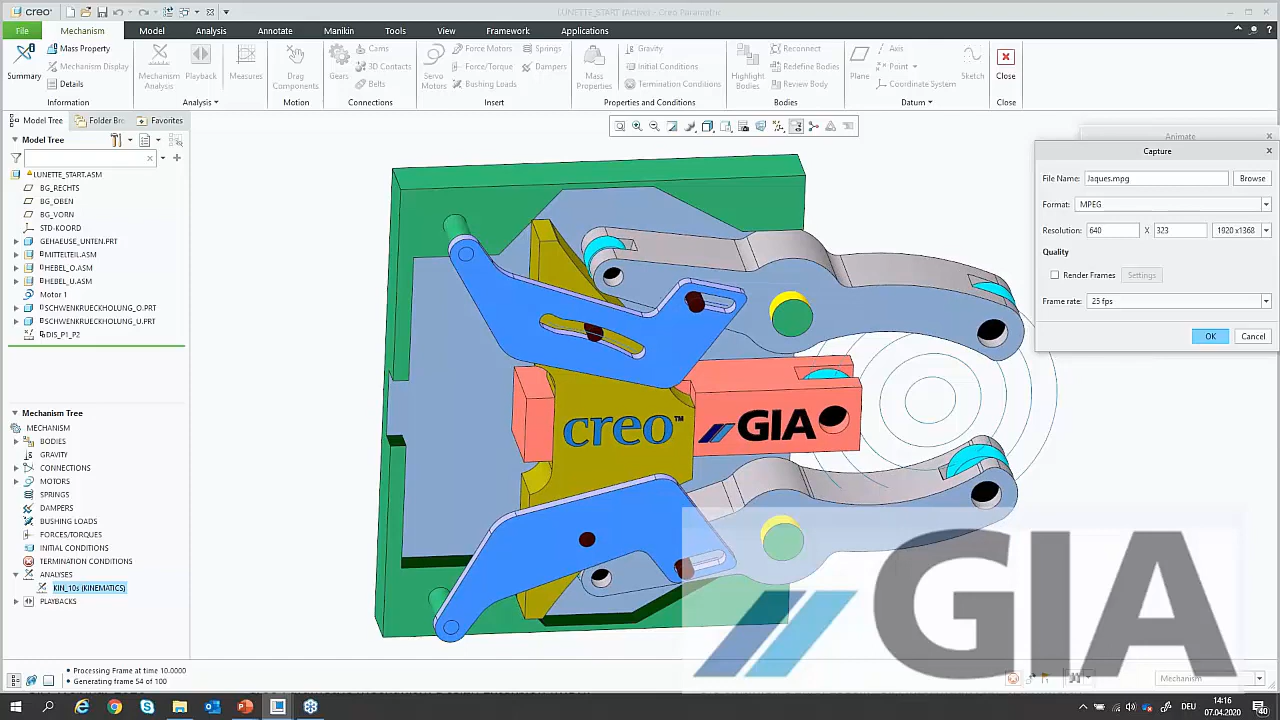 creo
LUNETTE_START (Active) - Creo Parametric
File
Mechanism
Model
Analysis
Annotate
Manikin
Tools
View
Framework
Applications
Summary
Mass Property
Mechanism Display
Details
Information
Mechanism Analysis
Playback
Measures
Analysis
Drag Components
Motion
Gears
Cams
3D Contacts
Belts
Connections
Servo Motors
Force Motors
Force/Torque
Bushing Loads
Springs
Dampers
Insert
Mass Properties
Gravity
Initial Conditions
Termination Conditions
Properties and Conditions
Highlight Bodies
Reconnect
Redefine Bodies
Review Body
Bodies
Plane
Axis
Point
Coordinate System
Sketch
Datum
Close
Close
Model Tree
Folder Bro
Favorites
Model Tree
LUNETTE_START.ASM
BG_RECHTS
BG_OBEN
BG_VORN
STD-KOORD
GEHAEUSE_UNTEN.PRT
MITTELTEIL.ASM
HEBEL_O.ASM
HEBEL_U.ASM
Motor 1
SCHWENKRUECKHOLUNG_O.PRT
SCHWENKRUECKHOLUNG_U.PRT
DIS_P1_P2
Mechanism Tree
MECHANISM
BODIES
GRAVITY
CONNECTIONS
MOTORS
SPRINGS
DAMPERS
BUSHING LOADS
FORCES/TORQUES
INITIAL CONDITIONS
TERMINATION CONDITIONS
ANALYSES
KIN_10s (KINEMATICS)
PLAYBACKS
Animate
Capture
File Name: Jaques.mpg
Browse
Format: MPEG
Resolution: 640 X 323 1920 x1368
Quality
Render Frames
Settings
Frame rate: 25 fps
OK
Cancel
creo™
GIA
GIA
• Processing Frame at time 10.0000
• Generating frame 54 of 100
Mechanism
DEU
14:16
07.04.2020
40